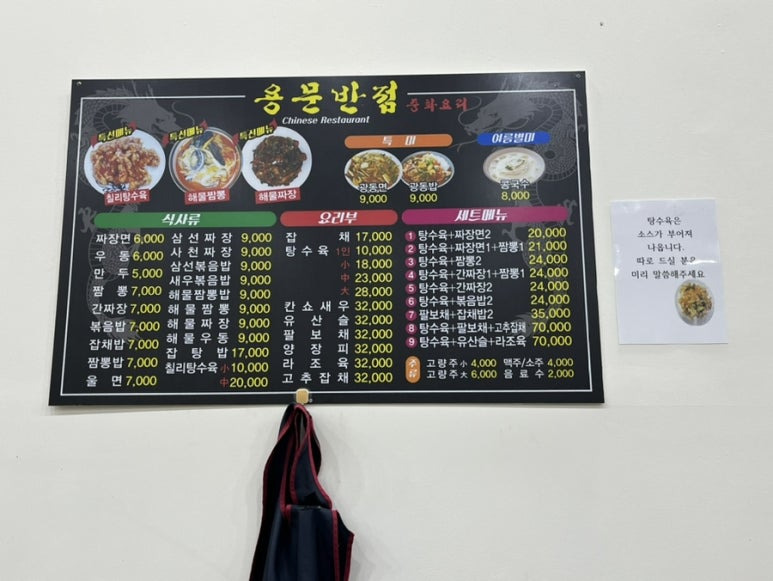 용문반점 중화요리
Chinese Restaurant
특선메뉴
칠리탕수육
특선메뉴
해물짬뽕
특선메뉴
해물짜장
특미
광동면
9,000
광동밥
9,000
여름별미
콩국수
8,000
식사류
짜장면 6,000
우동 6,000
만두 5,000
짬뽕 7,000
간짜장 7,000
볶음밥 7,000
잡채밥 7,000
짬뽕밥 7,000
울면 7,000
삼선짜장 9,000
사천짜장 9,000
삼선볶음밥 9,000
새우볶음밥 9,000
해물짬뽕밥 9,000
해물짬뽕 9,000
해물짜장 9,000
해물우동 9,000
잡탕밥 17,000
칠리탕수육 小 10,000
中 20,000
요리부
잡채 17,000
탕수육 1인 10,000
小 18,000
中 23,000
大 28,000
칸쇼새우 32,000
유산슬 32,000
팔보채 32,000
양장피 32,000
라조육 32,000
고추잡채 32,000
세트메뉴
1 탕수육+짜장면2 20,000
2 탕수육+짜장면1+짬뽕1 21,000
3 탕수육+짬뽕2 22,000
4 탕수육+간짜장1+짬뽕1 24,000
5 탕수육+간짜장2 24,000
6 탕수육+볶음밥2 24,000
7 팔보채+잡채밥2 35,000
8 탕수육+팔보채+고추잡채 70,000
9 탕수육+유산슬+라조육 70,000
주류
고량주 小 4,000 맥주/소주 4,000
고량주 大 6,000 음료수 2,000
탕수육은
소스가 부어져
나옵니다.
따로 드실 분은
미리 말씀해주세요